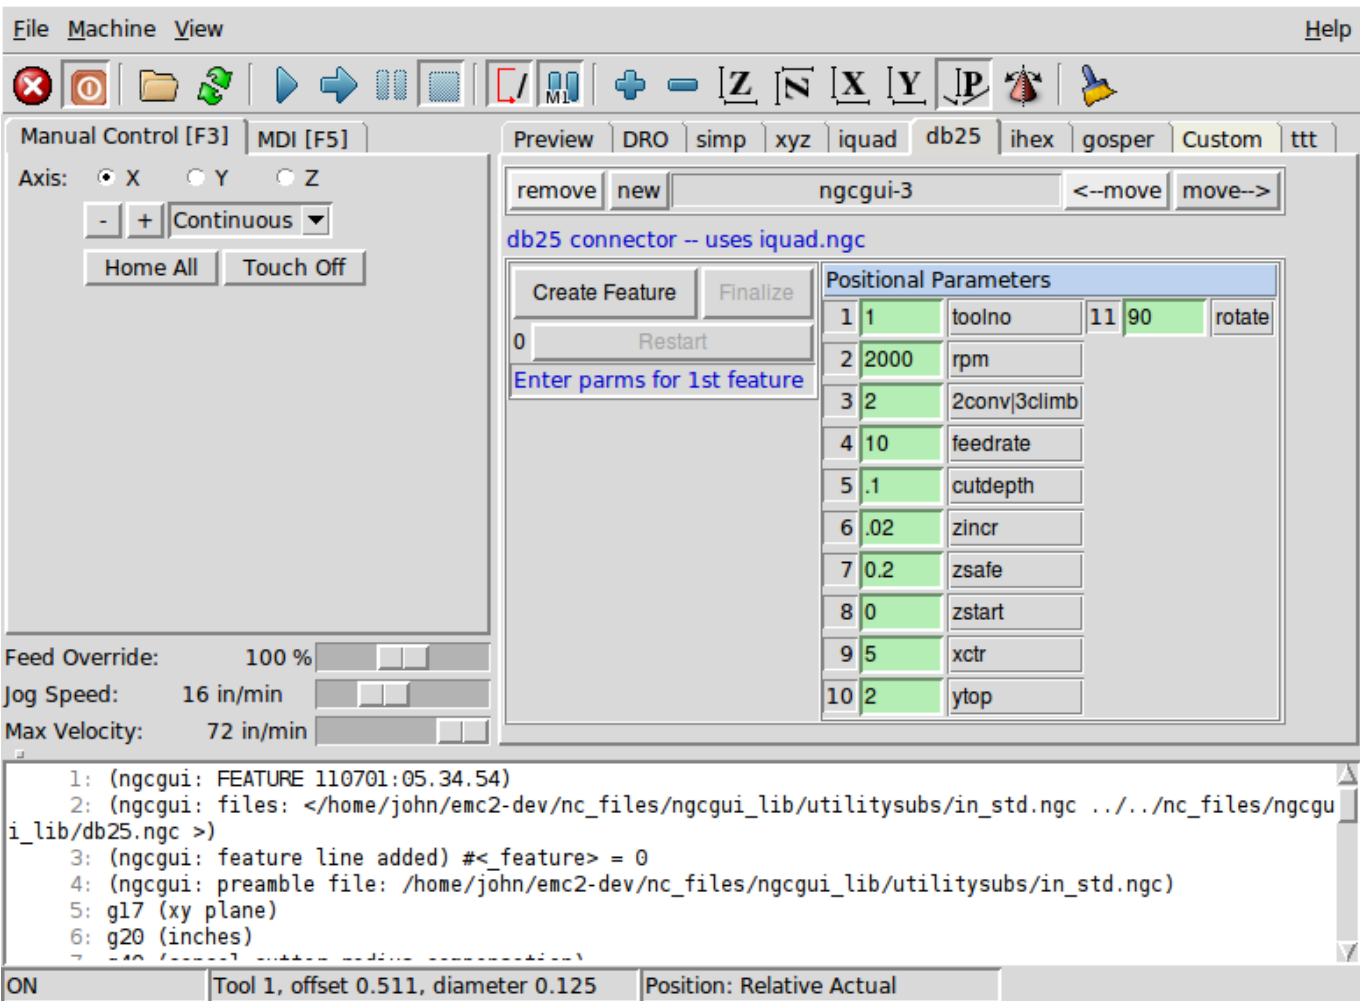 File Machine View Help
M1 Z N X Y P
Manual Control [F3] MDI [F5]
Preview DRO simp xyz iquad db25 ihex gosper Custom ttt
Axis: X Y Z
- + Continuous
Home All Touch Off
remove new ngcgui-3 <--move move-->
db25 connector -- uses iquad.ngc
Create Feature Finalize
0 Restart
Enter parms for 1st feature
Positional Parameters
1 1 toolno 11 90 rotate
2 2000 rpm
3 2 2conv|3climb
4 10 feedrate
5 .1 cutdepth
6 .02 zincr
7 0.2 zsafe
8 0 zstart
9 5 xctr
10 2 ytop
Feed Override: 100 %
Jog Speed: 16 in/min
Max Velocity: 72 in/min
1: (ngcgui: FEATURE 110701:05.34.54)
2: (ngcgui: files: </home/john/emc2-dev/nc_files/ngcgui_lib/utilitysubs/in_std.ngc ../../nc_files/ngcgu
i_lib/db25.ngc >)
3: (ngcgui: feature line added) #<_feature> = 0
4: (ngcgui: preamble file: /home/john/emc2-dev/nc_files/ngcgui_lib/utilitysubs/in_std.ngc)
5: g17 (xy plane)
6: g20 (inches)
ON Tool 1, offset 0.511, diameter 0.125 Position: Relative Actual